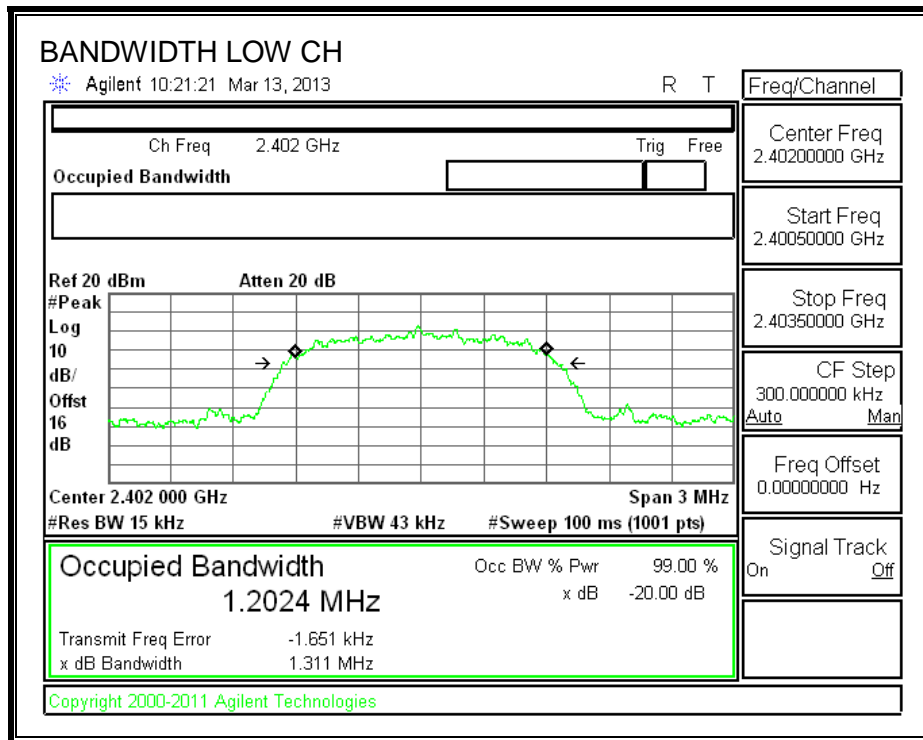 BANDWIDTH LOW CH
Agilent 10:21:21 Mar 13, 2013 R T
Freq/Channel
Ch Freq 2.402 GHz Trig Free
Occupied Bandwidth
Center Freq
2.40200000 GHz
Start Freq
2.40050000 GHz
Stop Freq
2.40350000 GHz
CF Step
300.000000 kHz
Auto Man
Freq Offset
0.00000000 Hz
Signal Track
On Off
Ref 20 dBm Atten 20 dB
#Peak
Log
10
dB/
Offst
16
dB
Center 2.402 000 GHz Span 3 MHz
#Res BW 15 kHz #VBW 43 kHz #Sweep 100 ms (1001 pts)
Occupied Bandwidth Occ BW % Pwr 99.00 %
1.2024 MHz x dB -20.00 dB
Transmit Freq Error -1.651 kHz
x dB Bandwidth 1.311 MHz
Copyright 2000-2011 Agilent Technologies